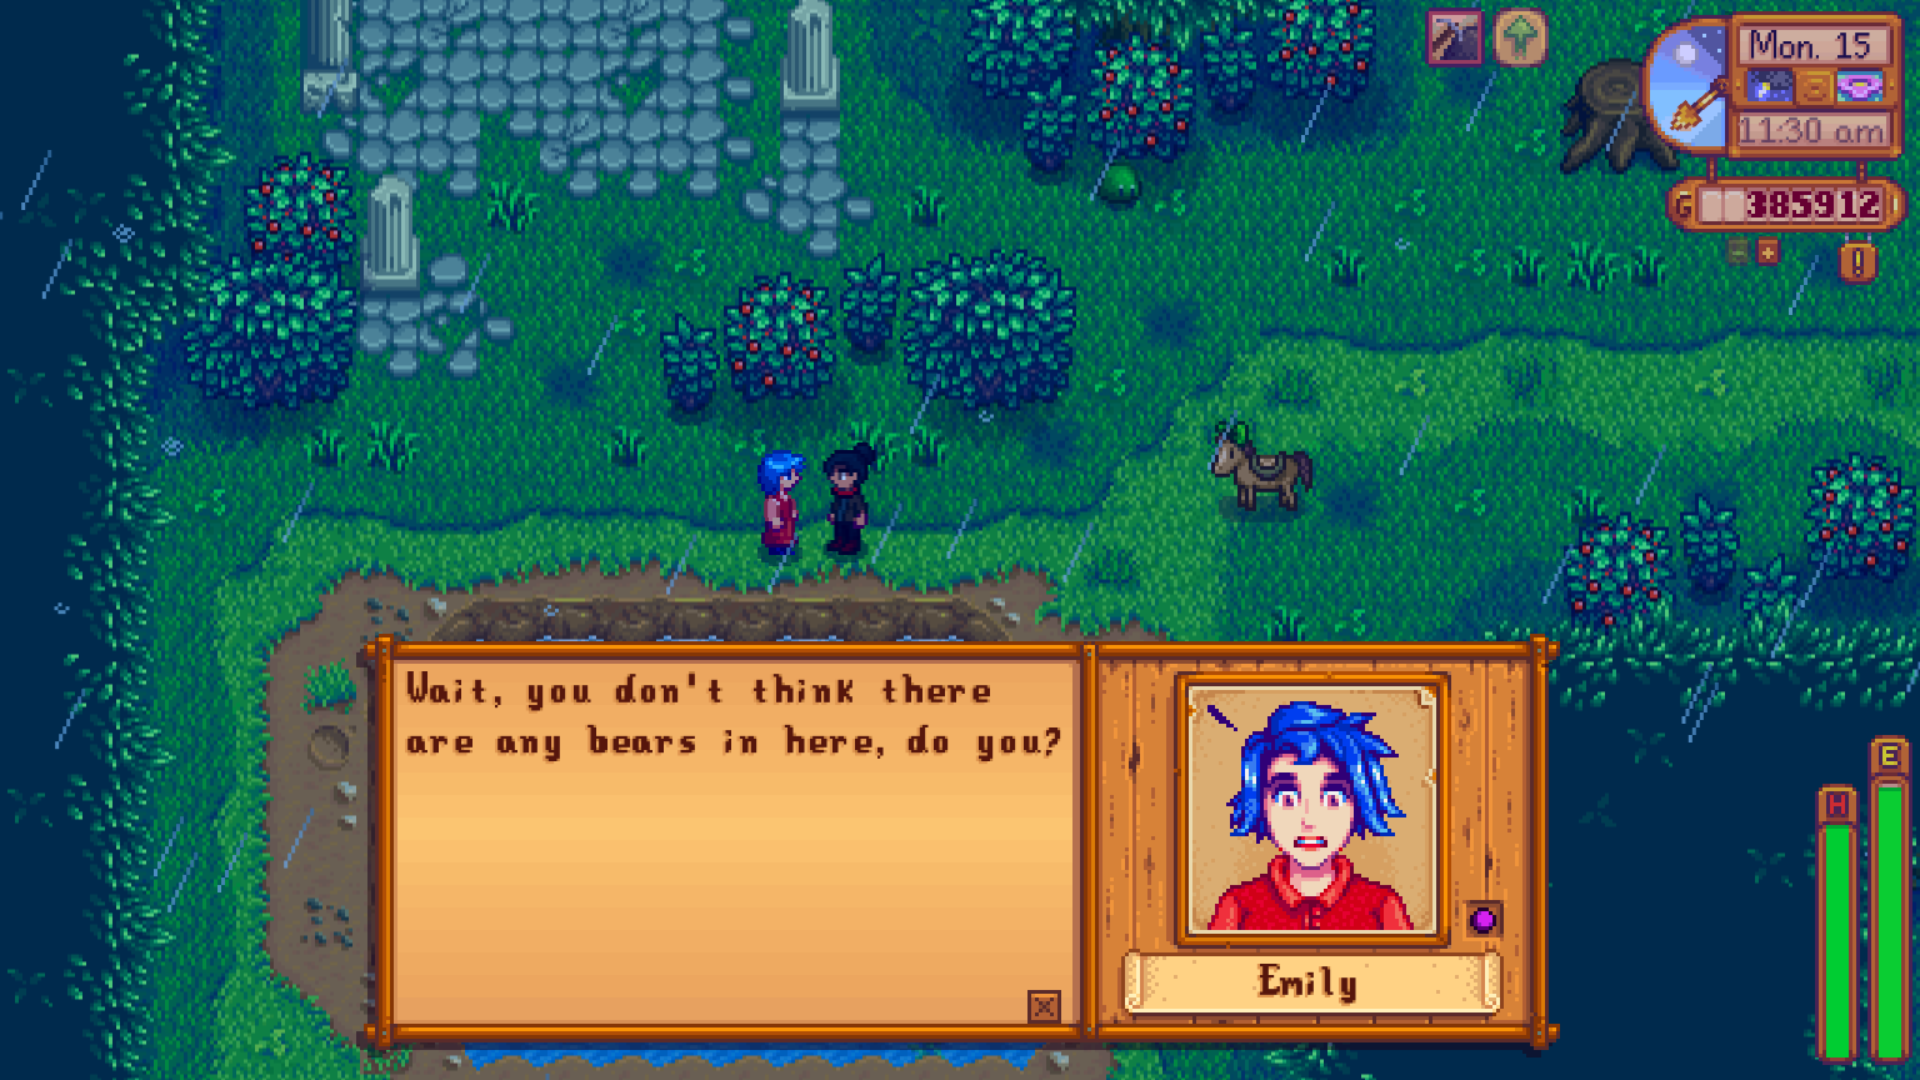 Mon. 15
11:30 am
G 385912
Wait, you don't think there
are any bears in here, do you?
Emily
H
E